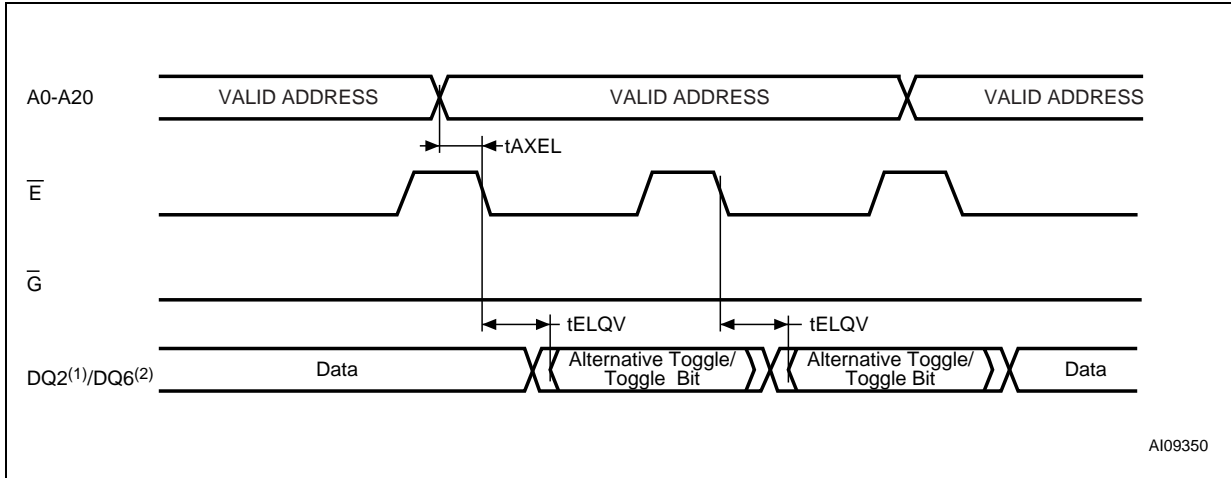 A0-A20 VALID ADDRESS VALID ADDRESS VALID ADDRESS
tAXEL
E̅
G̅
tELQV tELQV
DQ2(1)/DQ6(2) Data Alternative Toggle/ Toggle Bit Alternative Toggle/ Toggle Bit Data
AI09350